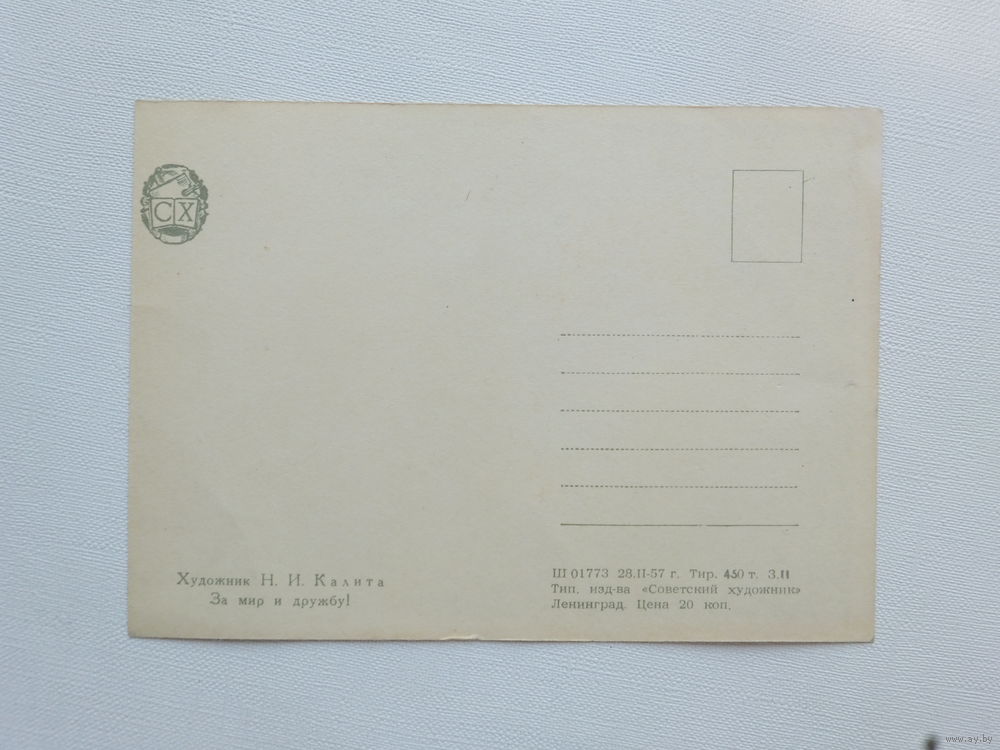 СХ
Художник Н. И. Калита
За мир и дружбу!
Ш 01773 28.II-57 г. Тир. 450 т. З.II
Тип. изд-ва «Советский художник»
Ленинград. Цена 20 коп.
www.ay.by